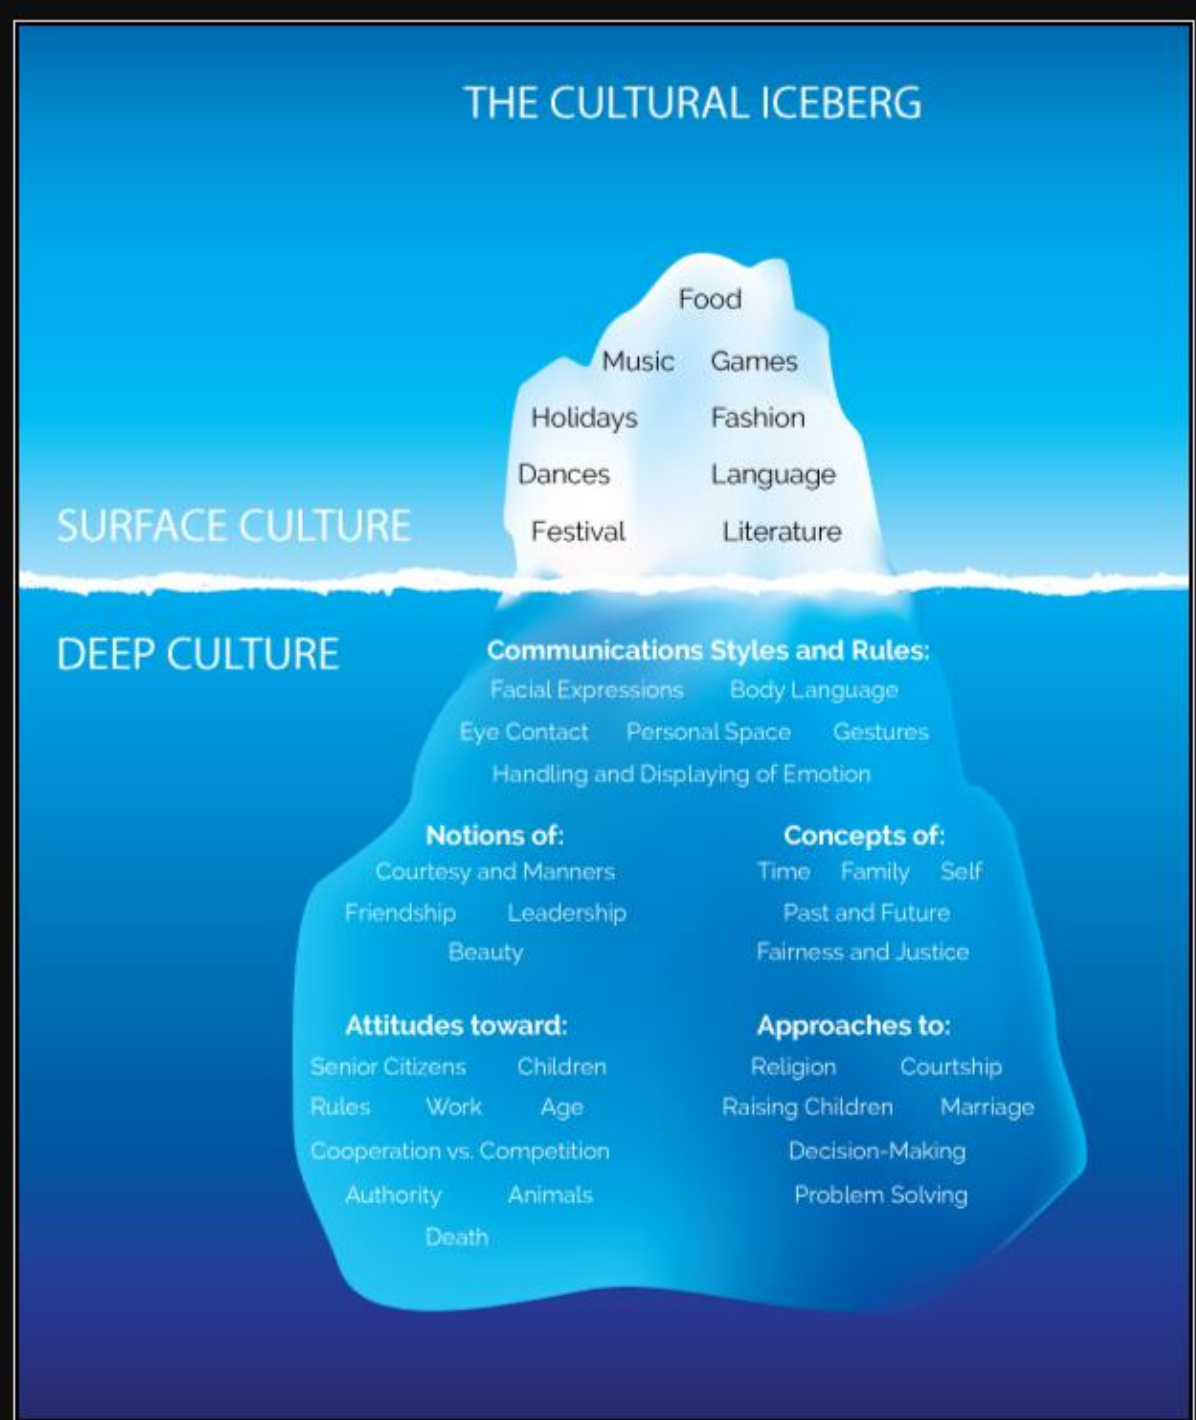 THE CULTURAL ICEBERG
Food
Music Games
Holidays Fashion
Dances Language
Festival Literature
SURFACE CULTURE
DEEP CULTURE
Communications Styles and Rules:
Facial Expressions Body Language
Eye Contact Personal Space Gestures
Handling and Displaying of Emotion
Notions of:
Courtesy and Manners
Friendship Leadership
Beauty
Concepts of:
Time Family Self
Past and Future
Fairness and Justice
Attitudes toward:
Senior Citizens Children
Rules Work Age
Cooperation vs. Competition
Authority Animals
Death
Approaches to:
Religion Courtship
Raising Children Marriage
Decision-Making
Problem Solving